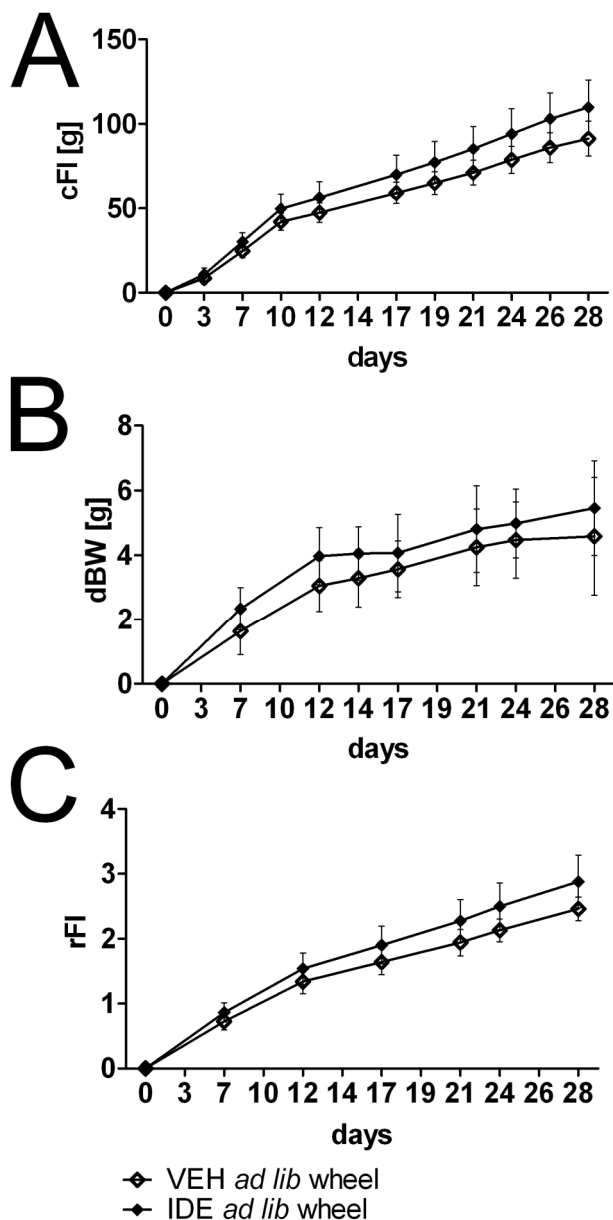 A
cFI [g]
150
100
50
0
0 3 7 10 12 17 19 21 24 26 28
days
B
dBW [g]
8
6
4
2
0
0 3 7 10 12 14 17 19 21 24 26 28
days
C
rFI
4
3
2
1
0
0 3 7 10 12 14 17 19 21 24 26 28
days
VEH ad lib wheel
IDE ad lib wheel